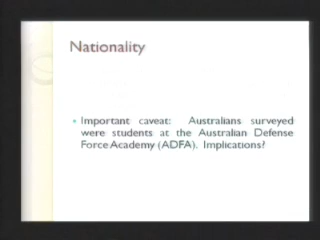 Nationality
Important caveat: Australians surveyed
were students at the Australian Defense
Force Academy (ADFA). Implications?